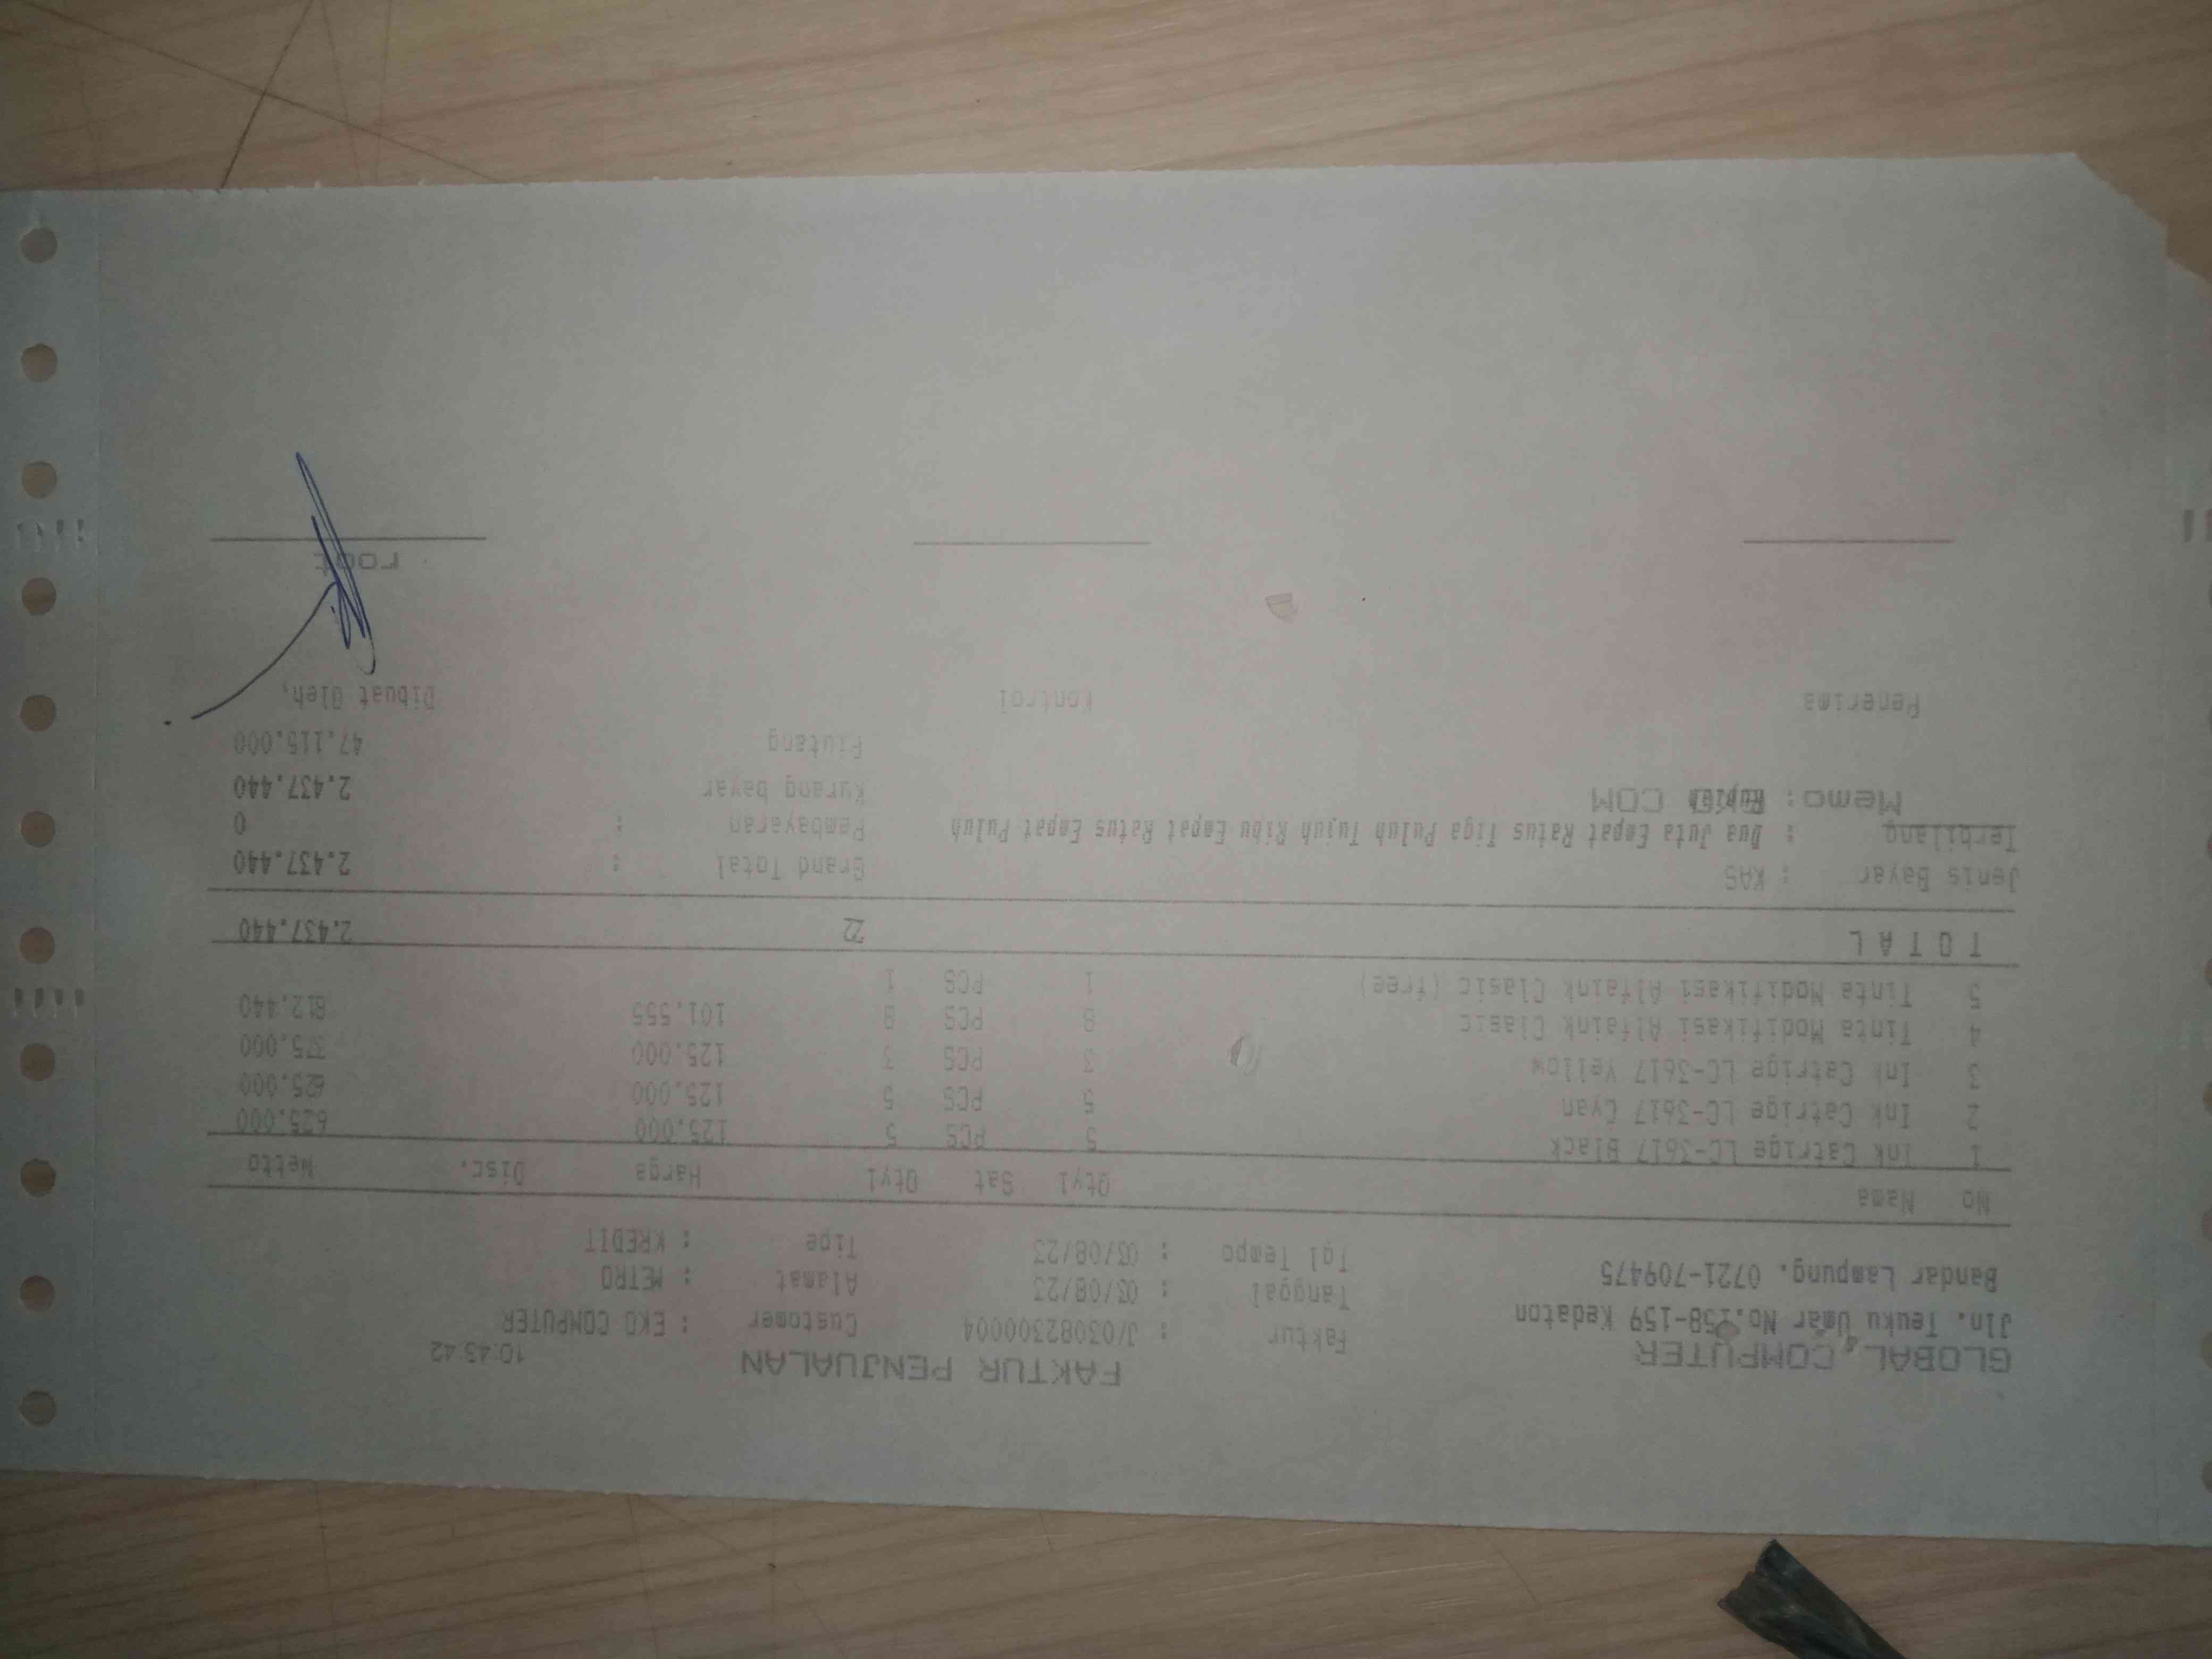 GLOBAL COMPUTER FAKTUR PENJUALAN 10:43:42
Jln. Teuku Umar No.158-159 Kedaton Faktur : J/03082300004 Customer : EKO COMPUTER
Bandar Lampung. 0721-709475 Tanggal : 03/08/23 Alamat : METRO
Tgl Tempo : 03/08/23 Tipe : KREDIT
No Nama Qty1 Sat Qty1 Harga Disc. Netto
1 Ink Catrige LC-3617 Black 5 PCS 5 125.000 625.000
2 Ink Catrige LC-3617 Cyan 5 PCS 5 125.000 625.000
3 Ink Catrige LC-3617 Yellow 3 PCS 3 125.000 375.000
4 Tinta Modifikasi Alfaink Clasic 8 PCS 8 101.555 812.440
5 Tinta Modifikasi Alfaink Clasic (free) 1 PCS 1
T O T A L 22 2.437.440
Jenis Bayar : KAS Grand Total : 2.437.440
Terbilang : Dua Juta Empat Ratus Tiga Puluh Tujuh Ribu Empat Ratus Empat Puluh Pembayaran : 0
Memo: Rupiah COM Kurang bayar 2.437.440
Piutang 47.115.000
Penerima Kontrol Dibuat Oleh,
root